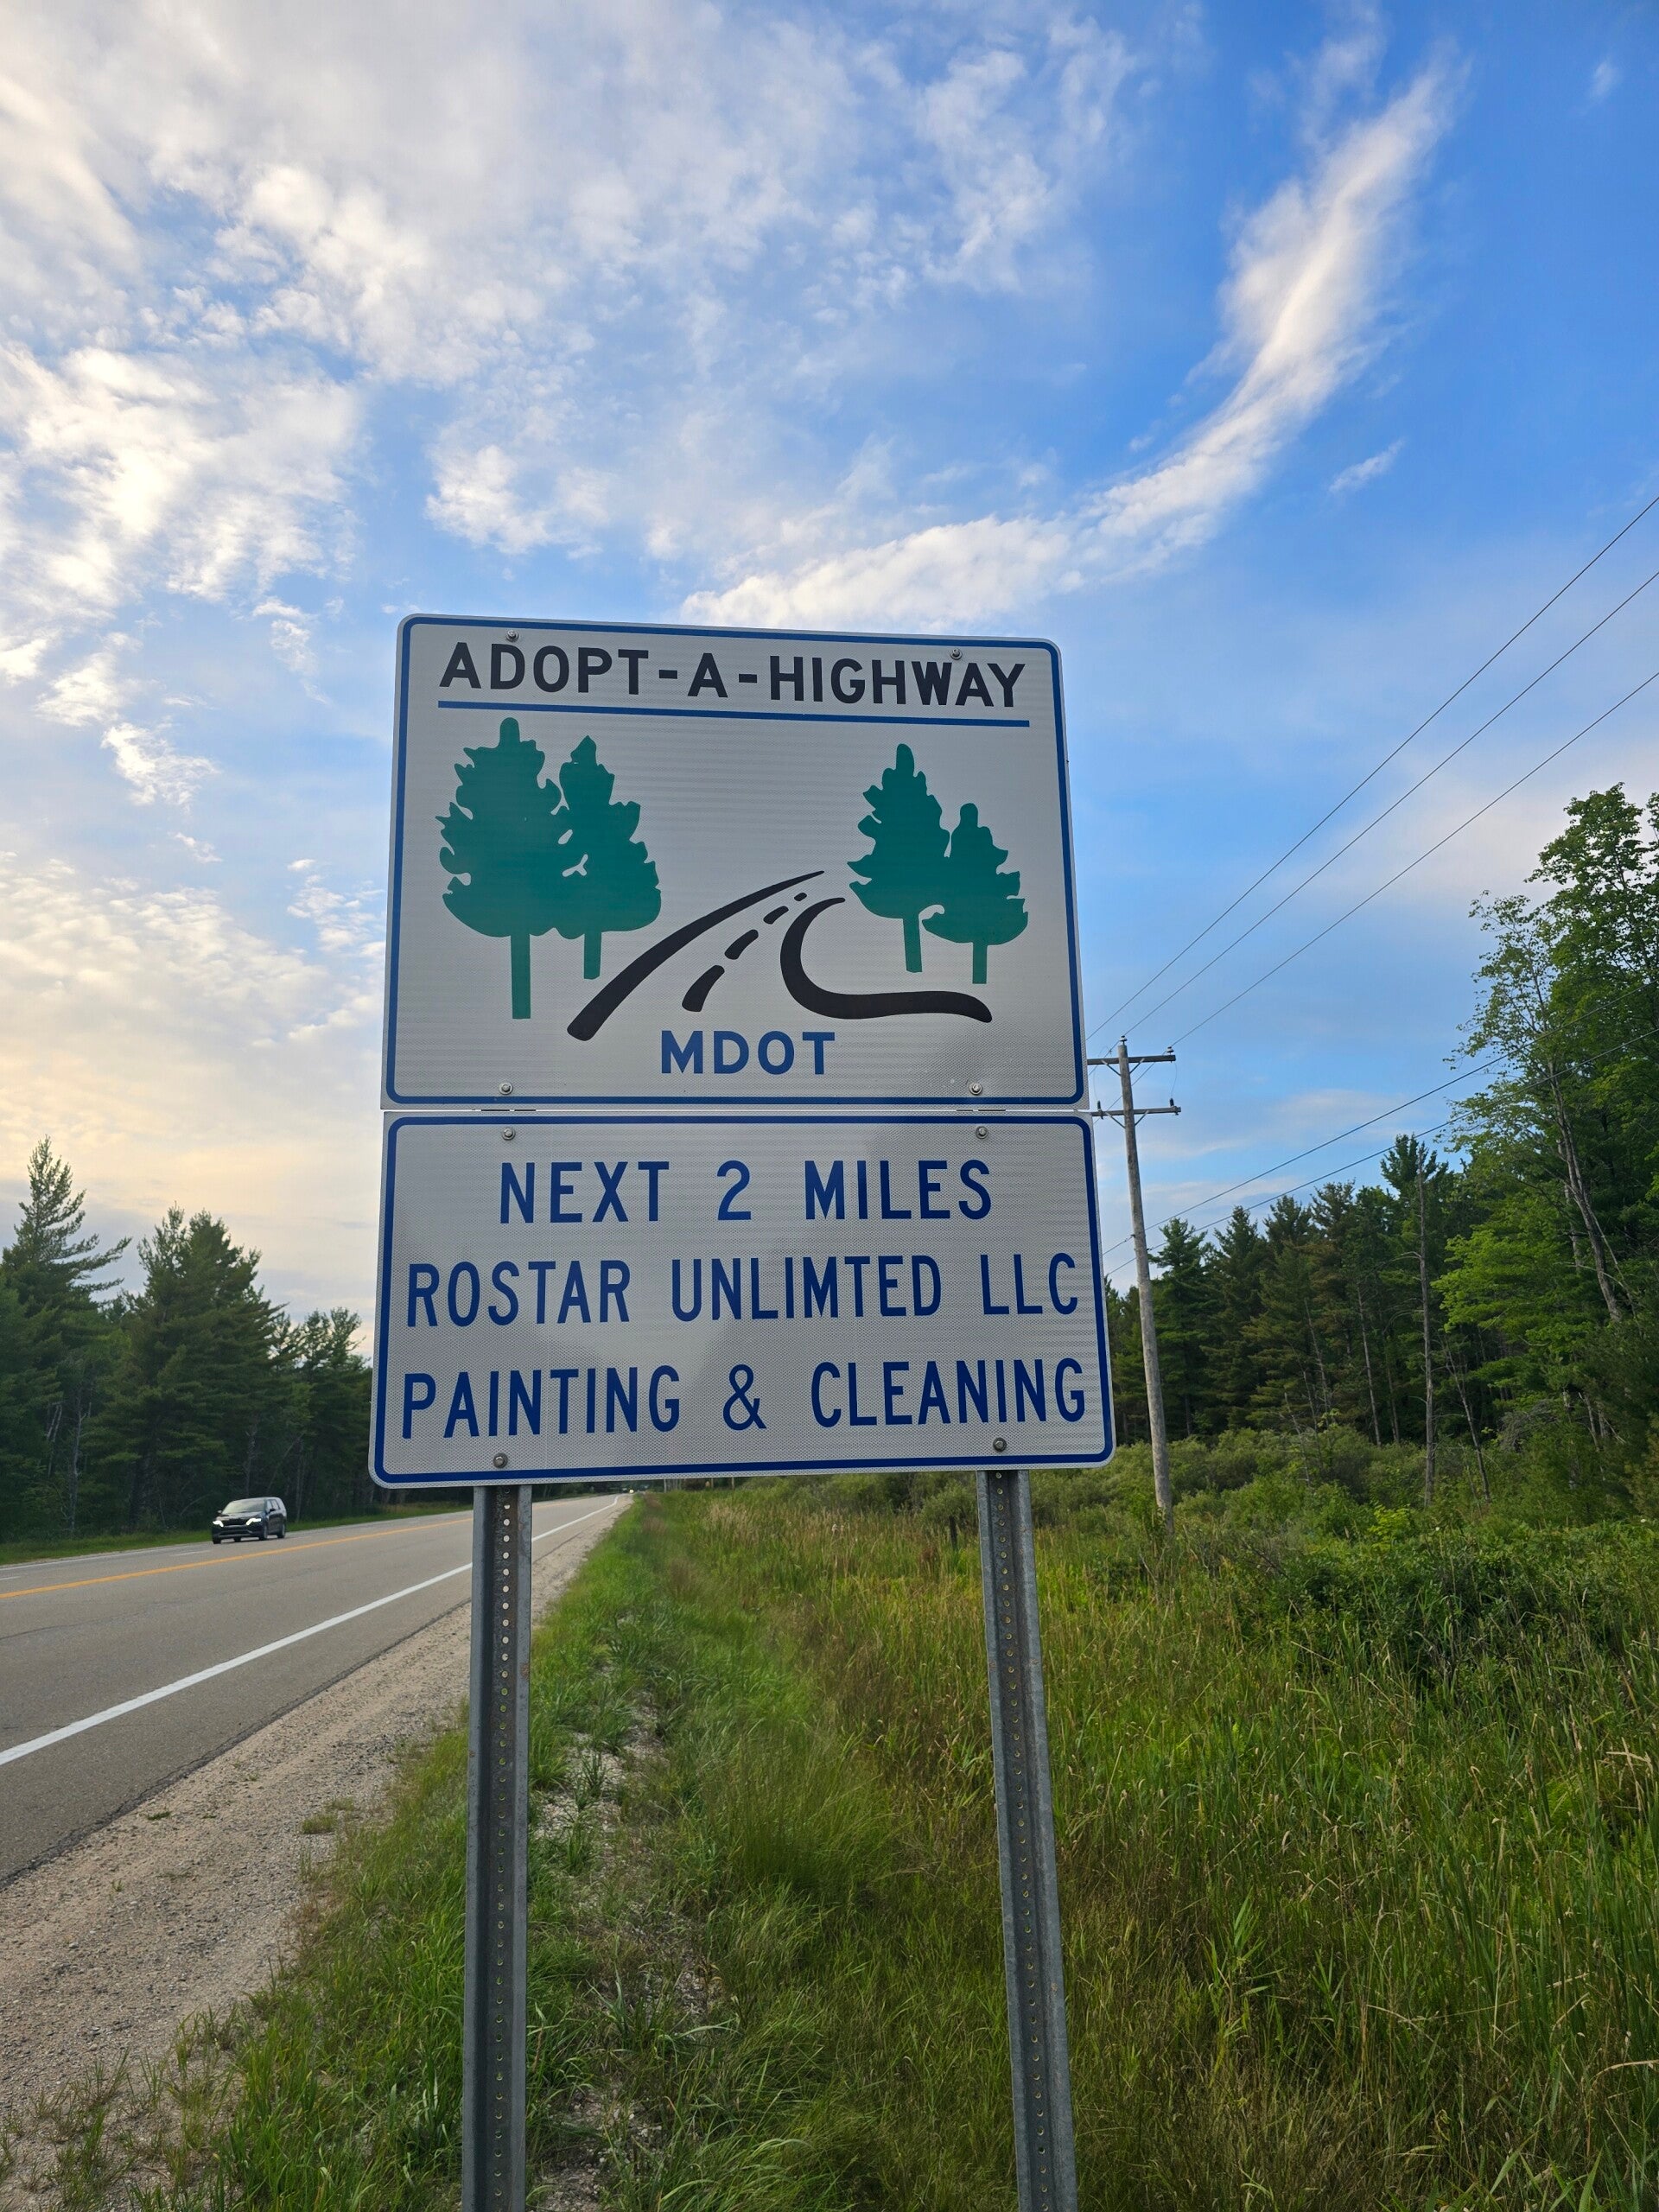 ADOPT-A-HIGHWAY
MDOT
NEXT 2 MILES
ROSTAR UNLIMTED LLC
PAINTING & CLEANING